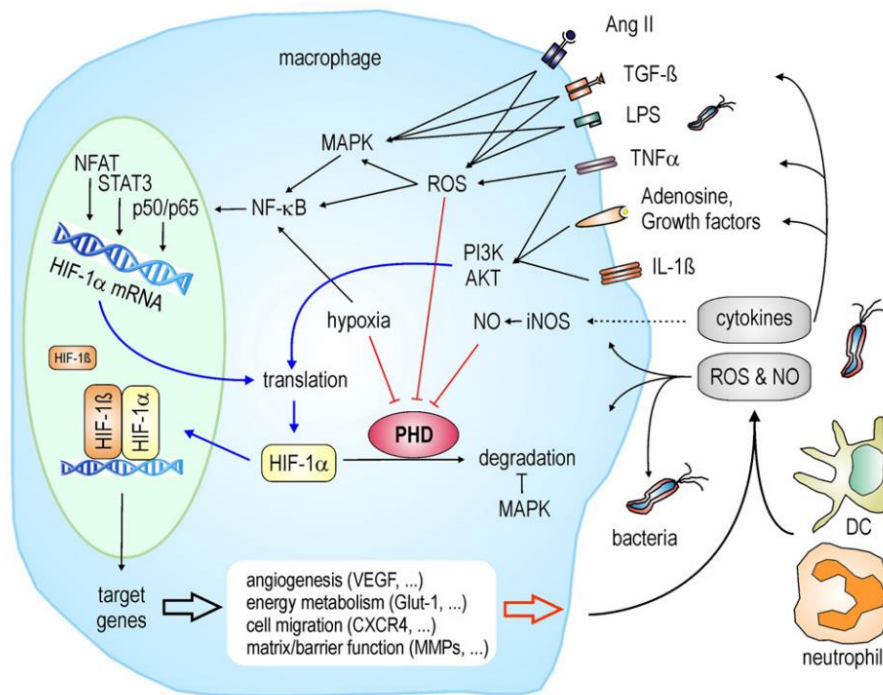 macrophage
Ang II
TGF-ß
LPS
TNFα
Adenosine,
Growth factors
IL-1ß
MAPK
ROS
NF-κB
NFAT
STAT3
p50/p65
HIF-1α mRNA
PI3K
AKT
hypoxia
NO
iNOS
cytokines
ROS & NO
HIF-1ß
translation
HIF-1ß
HIF-1α
HIF-1α
PHD
degradation
MAPK
bacteria
DC
neutrophil
target
genes
angiogenesis (VEGF, ...)
energy metabolism (Glut-1, ...)
cell migration (CXCR4, ...)
matrix/barrier function (MMPs, ...)